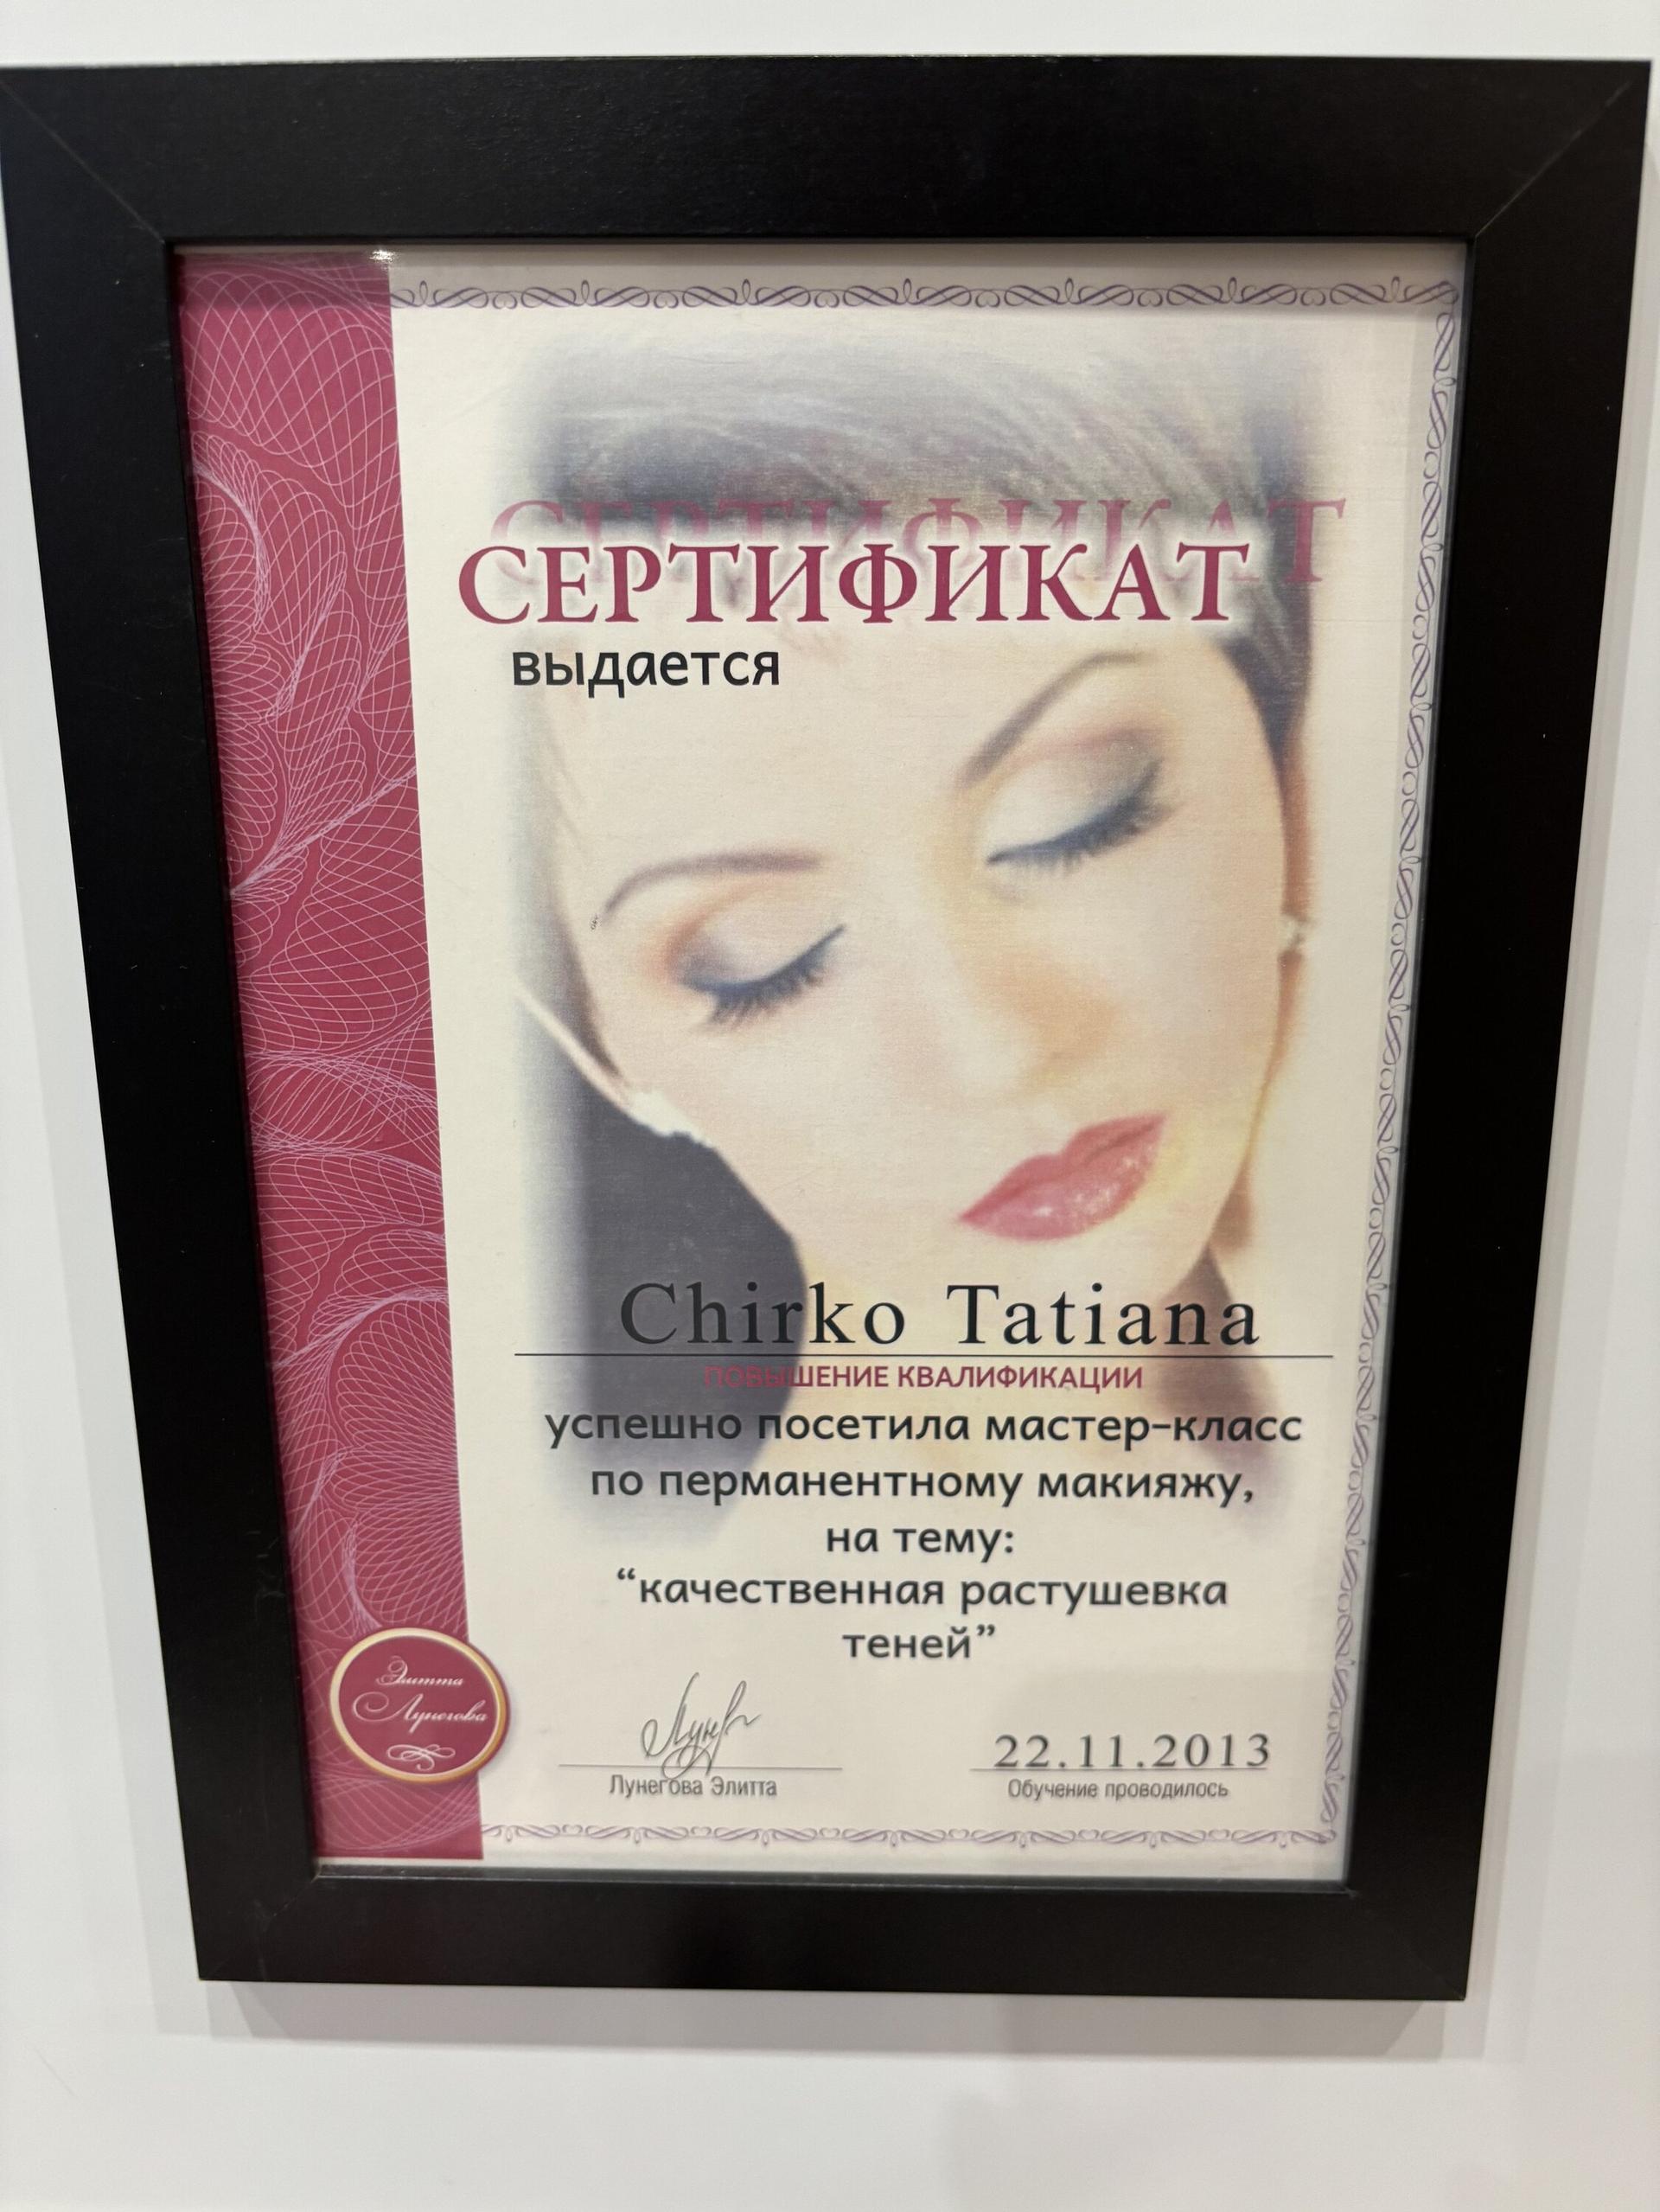 СЕРТИФИКАТ
СЕРТИФИКАТ
выдается
Chirko Tatiana
ПОВЫШЕНИЕ КВАЛИФИКАЦИИ
успешно посетила мастер-класс
по перманентному макияжу,
на тему:
“качественная растушевка
теней”
Элитта
Лунегова
22.11.2013
Лунегова Элитта
Обучение проводилось